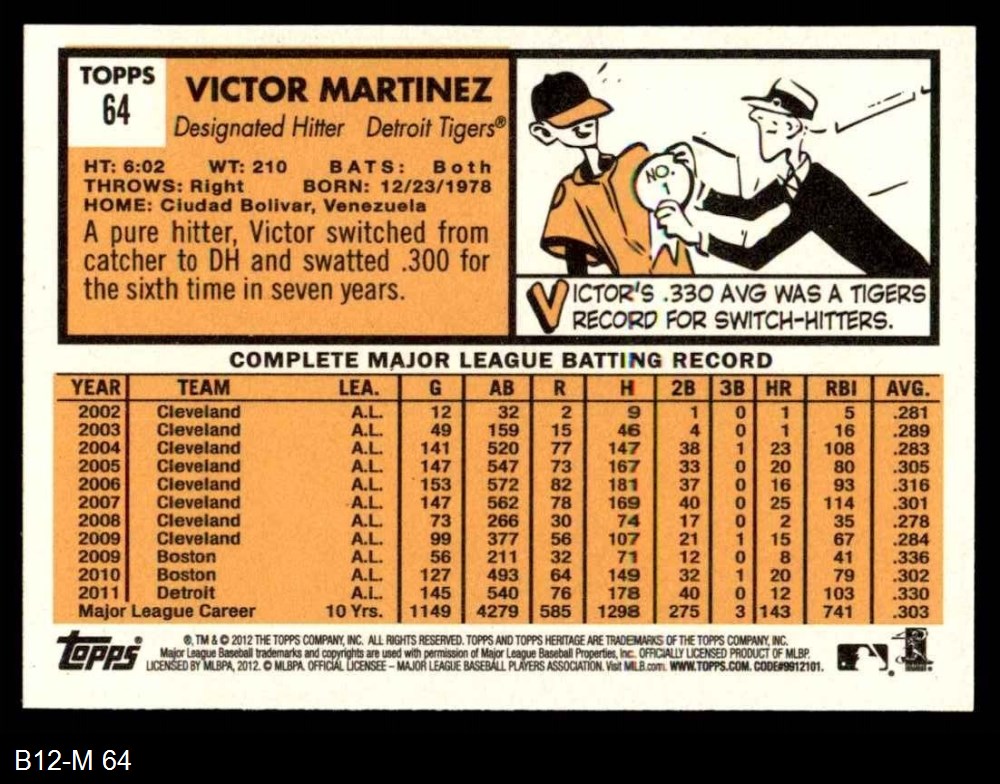 TOPPS
64
VICTOR MARTINEZ
Designated Hitter Detroit Tigers®
HT: 6:02 WT: 210 BATS: Both
THROWS: Right BORN: 12/23/1978
HOME: Ciudad Bolivar, Venezuela
A pure hitter, Victor switched from
catcher to DH and swatted .300 for
the sixth time in seven years.
NO.
1
VICTOR'S .330 AVG WAS A TIGERS
RECORD FOR SWITCH-HITTERS.
COMPLETE MAJOR LEAGUE BATTING RECORD
YEAR TEAM LEA. G AB R H 2B 3B HR RBI AVG.
2002 Cleveland A.L. 12 32 2 9 1 0 1 5 .281
2003 Cleveland A.L. 49 159 15 46 4 0 1 16 .289
2004 Cleveland A.L. 141 520 77 147 38 1 23 108 .283
2005 Cleveland A.L. 147 547 73 167 33 0 20 80 .305
2006 Cleveland A.L. 153 572 82 181 37 0 16 93 .316
2007 Cleveland A.L. 147 562 78 169 40 0 25 114 .301
2008 Cleveland A.L. 73 266 30 74 17 0 2 35 .278
2009 Cleveland A.L. 99 377 56 107 21 1 15 67 .284
2009 Boston A.L. 56 211 32 71 12 0 8 41 .336
2010 Boston A.L. 127 493 64 149 32 1 20 79 .302
2011 Detroit A.L. 145 540 76 178 40 0 12 103 .330
Major League Career 10 Yrs. 1149 4279 585 1298 275 3 143 741 .303
Topps
®, TM & © 2012 THE TOPPS COMPANY, INC. ALL RIGHTS RESERVED. TOPPS AND TOPPS HERITAGE ARE TRADEMARKS OF THE TOPPS COMPANY, INC.
Major League Baseball trademarks and copyrights are used with permission of Major League Baseball Properties, Inc. OFFICIALLY LICENSED PRODUCT OF MLBP.
LICENSED BY MLBPA, 2012. © MLBPA. OFFICIAL LICENSEE – MAJOR LEAGUE BASEBALL PLAYERS ASSOCIATION. Visit MLB.com. WWW.TOPPS.COM. CODE#9912101.
B12-M 64